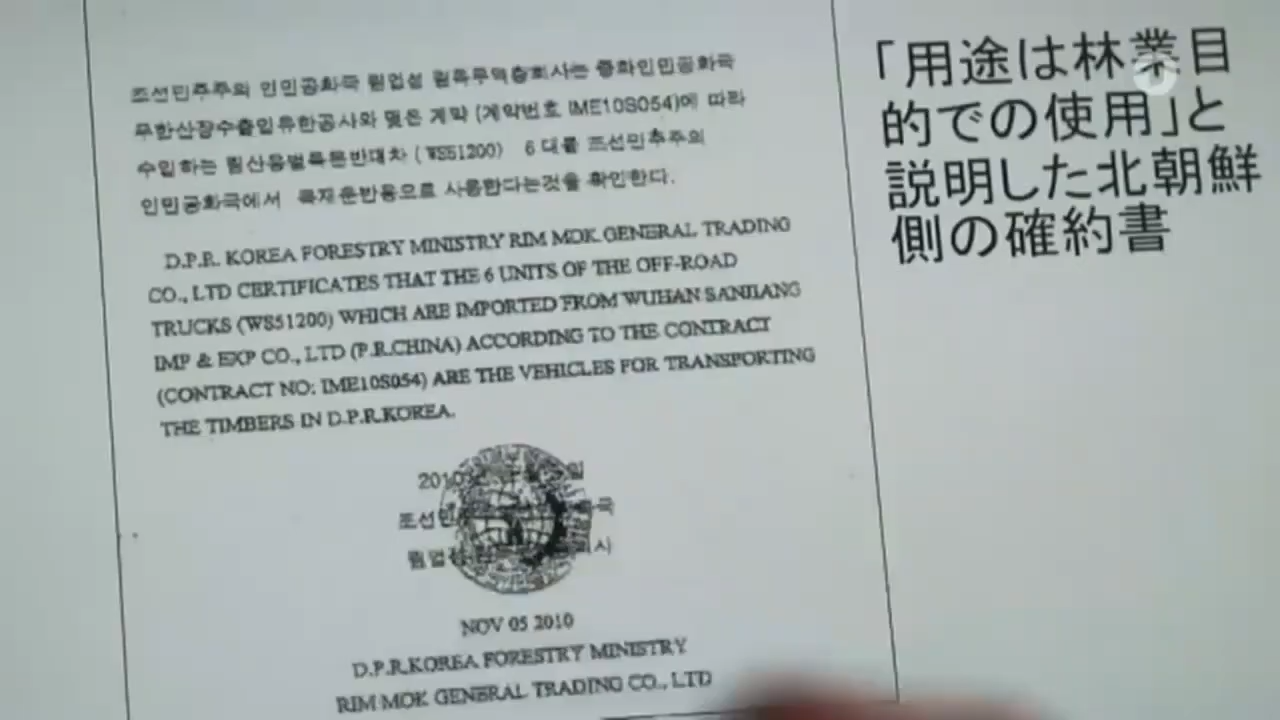 조선민주주의 인민공화국 림업성 림목무역총회사는 중화인민공화국
무한산장수출입유한공사와 맺은 계약 (계약번호 IME10S054)에 따라
수입하는 림산용벌목운반대차 ( WS51200) 6 대를 조선민주주의
인민공화국에서 목재운반용으로 사용한다는것을 확인한다.
D.P.R. KOREA FORESTRY MINISTRY RIM MOK GENERAL TRADING
CO., LTD CERTIFICATES THAT THE 6 UNITS OF THE OFF-ROAD
TRUCKS (WS51200) WHICH ARE IMPORTED FROM WUHAN SANJIANG
IMP & EXP CO., LTD (P.R.CHINA) ACCORDING TO THE CONTRACT
(CONTRACT NO: IME10S054) ARE THE VEHICLES FOR TRANSPORTING
THE TIMBERS IN D.P.R.KOREA.
NOV 05 2010
D.P.R.KOREA FORESTRY MINISTRY
RIM MOK GENERAL TRADING CO., LTD
「用途は林業目
的での使用」と
説明した北朝鮮
側の確約書